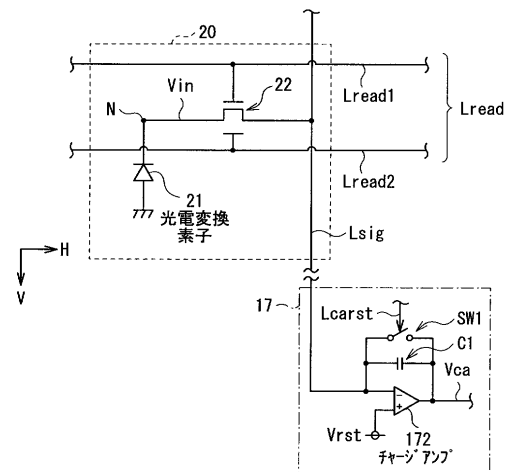 20
Vin
22
N
Lread1
Lread
Lread2
21
光電変換
素子
H
V
Lsig
17
Lcarst
SW1
C1
Vca
−
+
Vrst
172
ﾁｬｰｼﾞｱﾝﾌﾟ